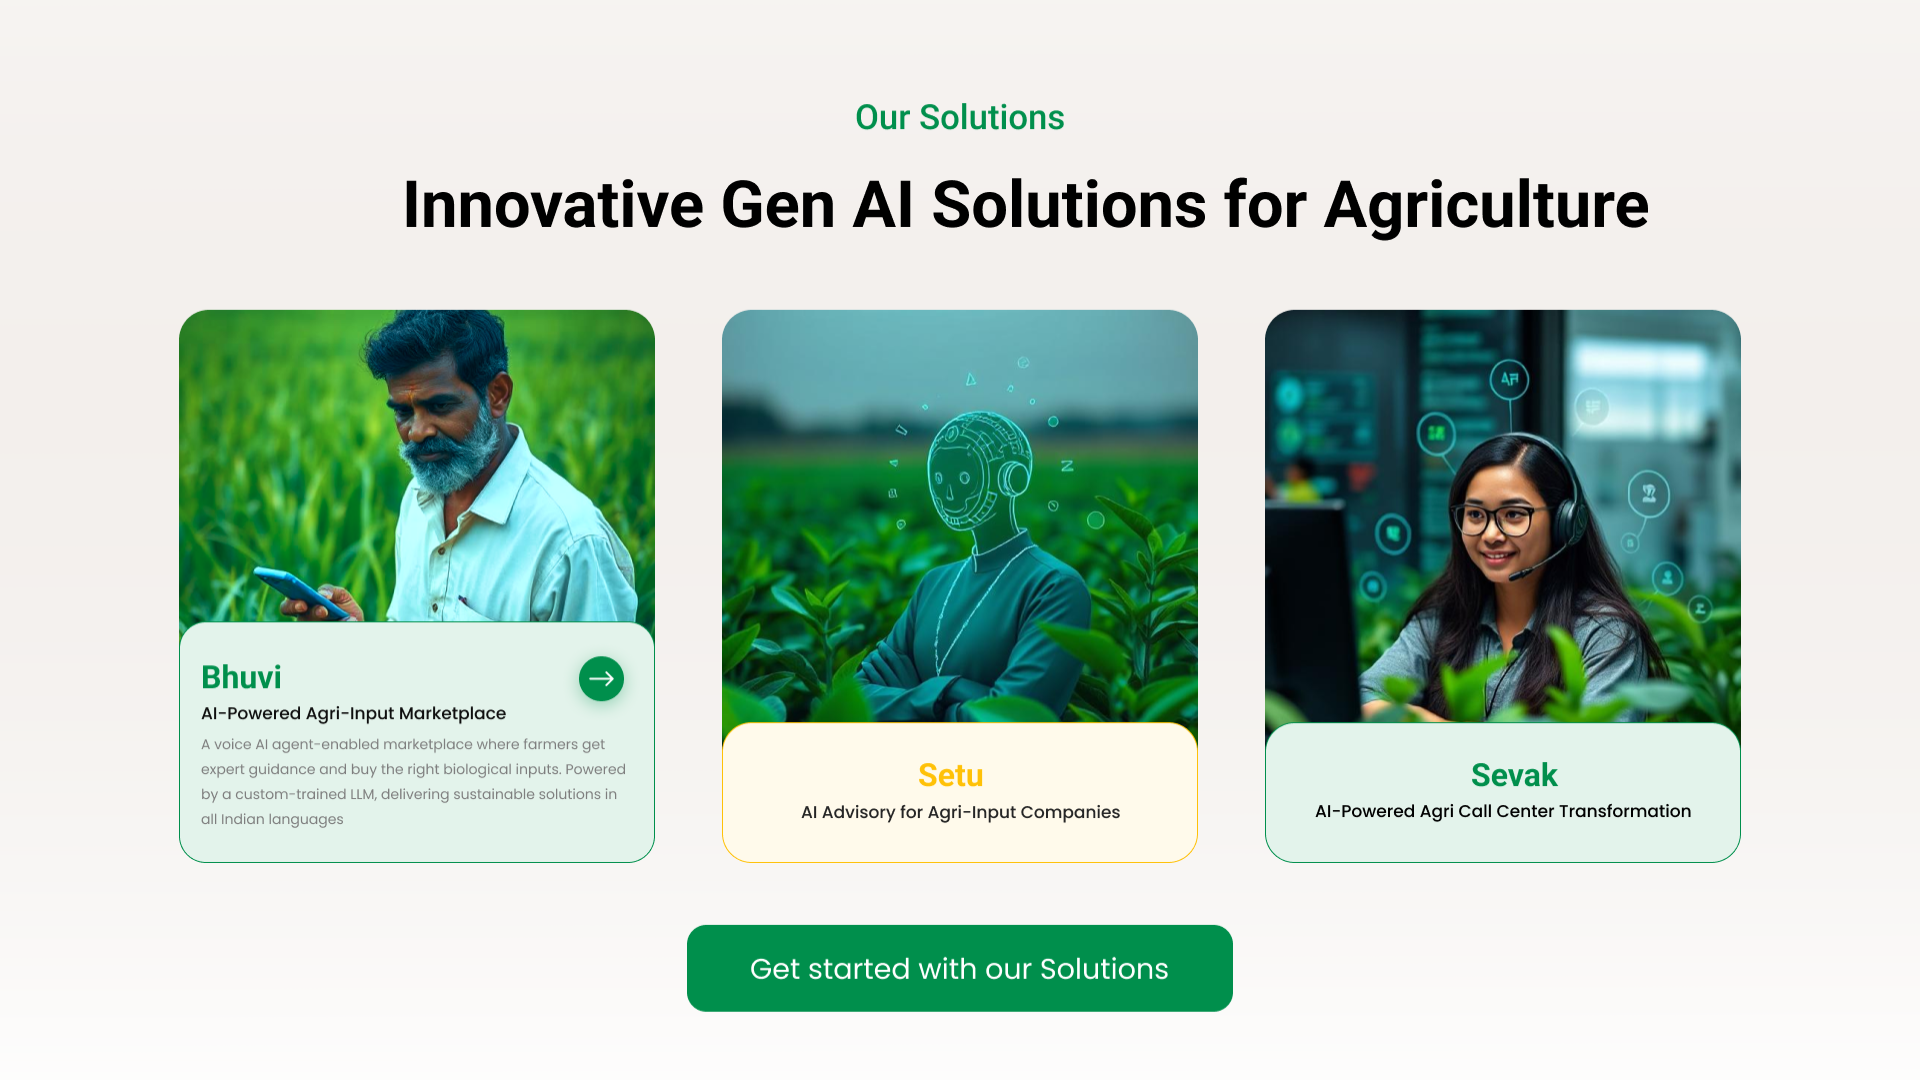 Our Solutions
Innovative Gen AI Solutions for Agriculture
Bhuvi
AI-Powered Agri-Input Marketplace
A voice AI agent-enabled marketplace where farmers get
expert guidance and buy the right biological inputs. Powered
by a custom-trained LLM, delivering sustainable solutions in
all Indian languages
Setu
AI Advisory for Agri-Input Companies
Sevak
AI-Powered Agri Call Center Transformation
Get started with our Solutions